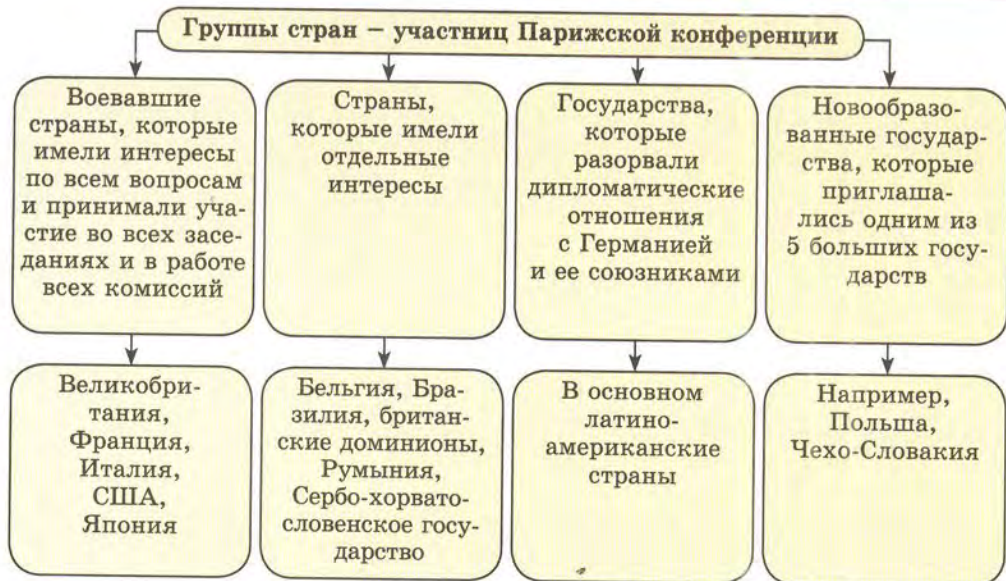 Группы стран – участниц Парижской конференции
Воевавшие
страны, которые
имели интересы
по всем вопросам
и принимали уча-
стие во всех засе-
даниях и в работе
всех комиссий
Страны,
которые имели
отдельные
интересы
Государства,
которые
разорвали
дипломатические
отношения
с Германией
и ее союзниками
Новообразо-
ванные государ-
ства, которые
приглаша-
лись одним из
5 больших госу-
дарств
Великобри-
тания,
Франция,
Италия,
США,
Япония
Бельгия, Бра-
зилия, британ-
ские доминионы,
Румыния,
Сербо-хорвато-
словенское госу-
дарство
В основном
латино-
американские
страны
Например,
Польша,
Чехо-Словакия